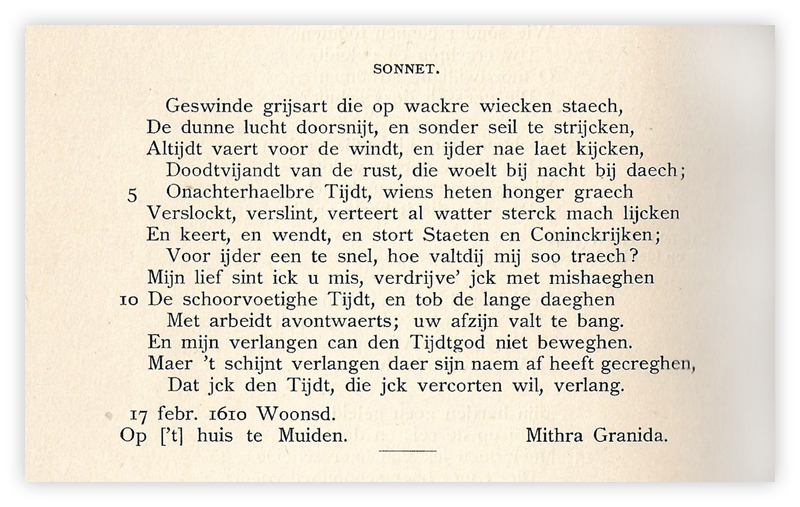 SONNET.
Geswinde grijsart die op wackre wiecken staech,
De dunne lucht doorsnijt, en sonder seil te strijcken,
Altijdt vaert voor de windt, en ijder nae laet kijcken,
Doodtvijandt van de rust, die woelt bij nacht bij daech;
5 Onachterhaelbre Tijdt, wiens heten honger graech
Verslockt, verslint, verteert al watter sterck mach lijcken
En keert, en wendt, en stort Staeten en Coninckrijken;
Voor ijder een te snel, hoe valtdij mij soo traech?
Mijn lief sint ick u mis, verdrijve' jck met mishaeghen
10 De schoorvoetighe Tijdt, en tob de lange daeghen
Met arbeidt avontwaerts; uw afzijn valt te bang.
En mijn verlangen can den Tijdtgod niet beweghen.
Maer 't schijnt verlangen daer sijn naem af heeft gecreghen,
Dat jck den Tijdt, die jck vercorten wil, verlang.
17 febr. 1610 Woonsd.
Op ['t] huis te Muiden. Mithra Granida.